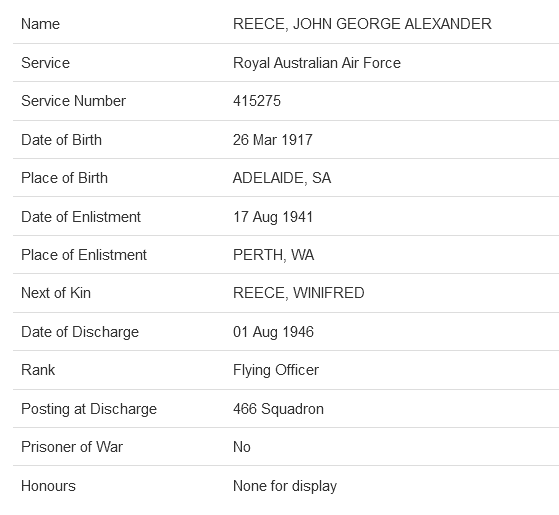 Name REECE, JOHN GEORGE ALEXANDER
Service Royal Australian Air Force
Service Number 415275
Date of Birth 26 Mar 1917
Place of Birth ADELAIDE, SA
Date of Enlistment 17 Aug 1941
Place of Enlistment PERTH, WA
Next of Kin REECE, WINIFRED
Date of Discharge 01 Aug 1946
Rank Flying Officer
Posting at Discharge 466 Squadron
Prisoner of War No
Honours None for display